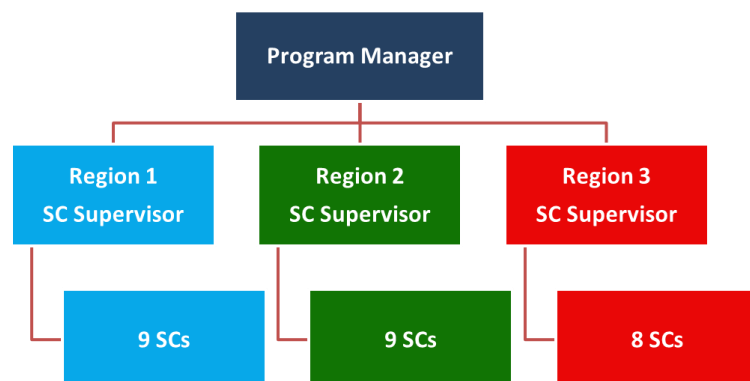 Program Manager
Region 1
SC Supervisor
Region 2
SC Supervisor
Region 3
SC Supervisor
9 SCs
9 SCs
8 SCs